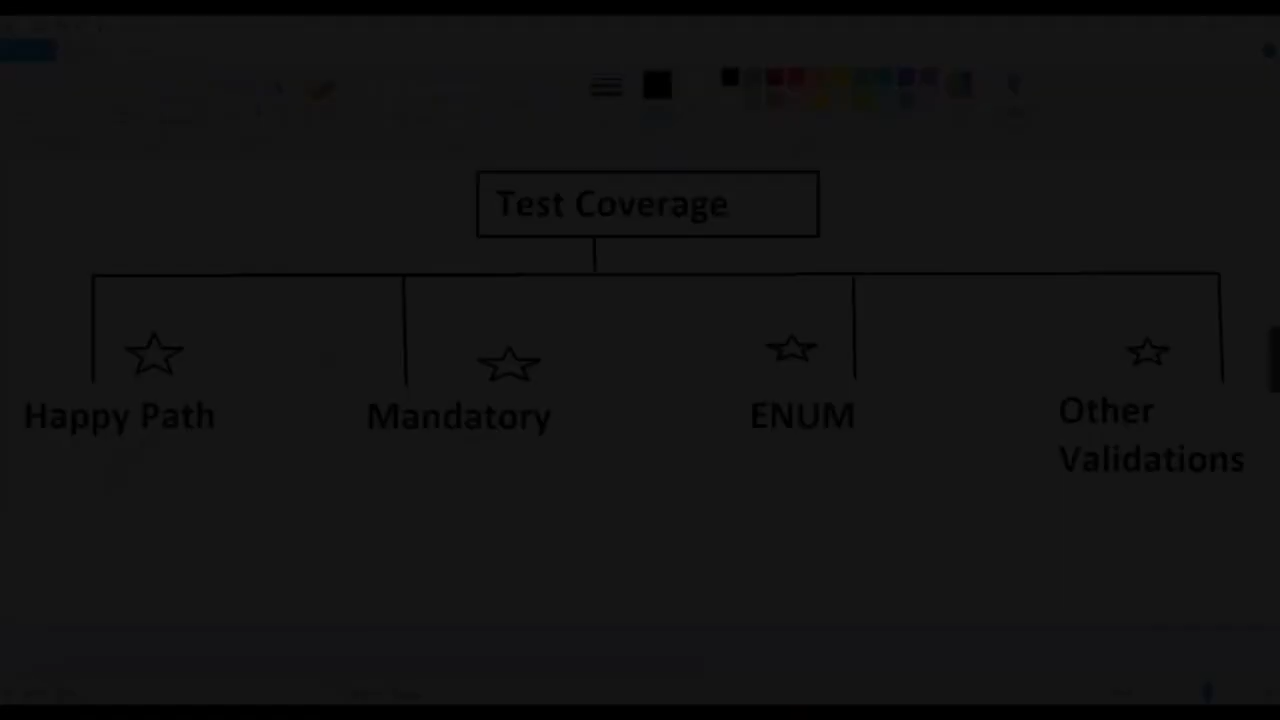 Test Coverage
Happy Path
Mandatory
ENUM
Other
Validations